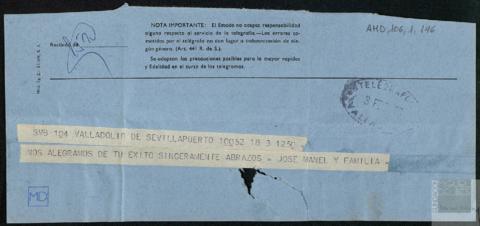 NOTA IMPORTANTE: El Estado no acepta responsabilidad
alguna respecto al servicio de la telegrafía.—Los errores co-
metidos por el telégrafo no dan lugar a indemnización de nin-
gún género. (Art. 441 R. de S.).
Se adoptan las precauciones posibles para la mayor rapidez
y fidelidad en el curso de los telegramas.
Recibido de
AMD, 106, 1, 146
TELEGRAFOS
SVB 104 VALLADOLID DE SEVILLAPUERTO 10052 18 3 1250
NOS ALEGRAMOS DE TU EXITO SINCERAMENTE ABRAZOS = JOSE MANEL Y FAMILIA
MD